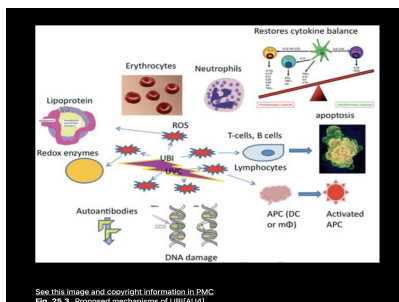 Restores cytokine balance
Erythrocytes
Neutrophils
Lipoprotein
ROS
apoptosis
T-cells, B cells
Redox enzymes
UBI
UVC
Lymphocytes
Autoantibodies
APC (DC
or mΦ)
Activated
APC
DNA damage
See this image and copyright information in PMC
Fig. 25.3 Proposed mechanisms of UBI[AU4]